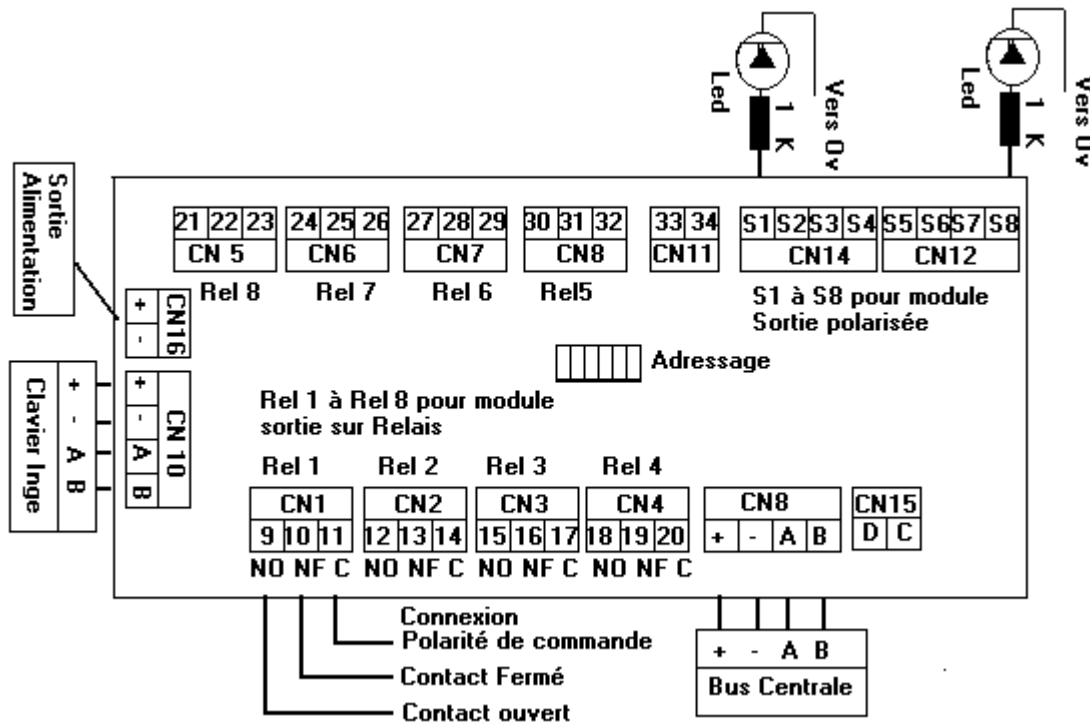 Led
1 K
Vers 0v
Led
1 K
Vers 0v
Sortie
Alimentation
21 22 23
CN 5
Rel 8
24 25 26
CN6
Rel 7
27 28 29
CN7
Rel 6
30 31 32
CN8
Rel5
33 34
CN11
S1 S2 S3 S4
CN14
S5 S6 S7 S8
CN12
S1 à S8 pour module
Sortie polarisée
+ -
CN16
Adressage
Clavier Inge
+ - A B
+ - A B
CN 10
Rel 1 à Rel 8 pour module
sortie sur Relais
Rel 1
CN1
9 10 11
NO NF C
Rel 2
CN2
12 13 14
NO NF C
Rel 3
CN3
15 16 17
NO NF C
Rel 4
CN4
18 19 20
NO NF C
CN8
+ - A B
CN15
D C
Connexion
Polarité de commande
Contact Fermé
Contact ouvert
+ - A B
Bus Centrale